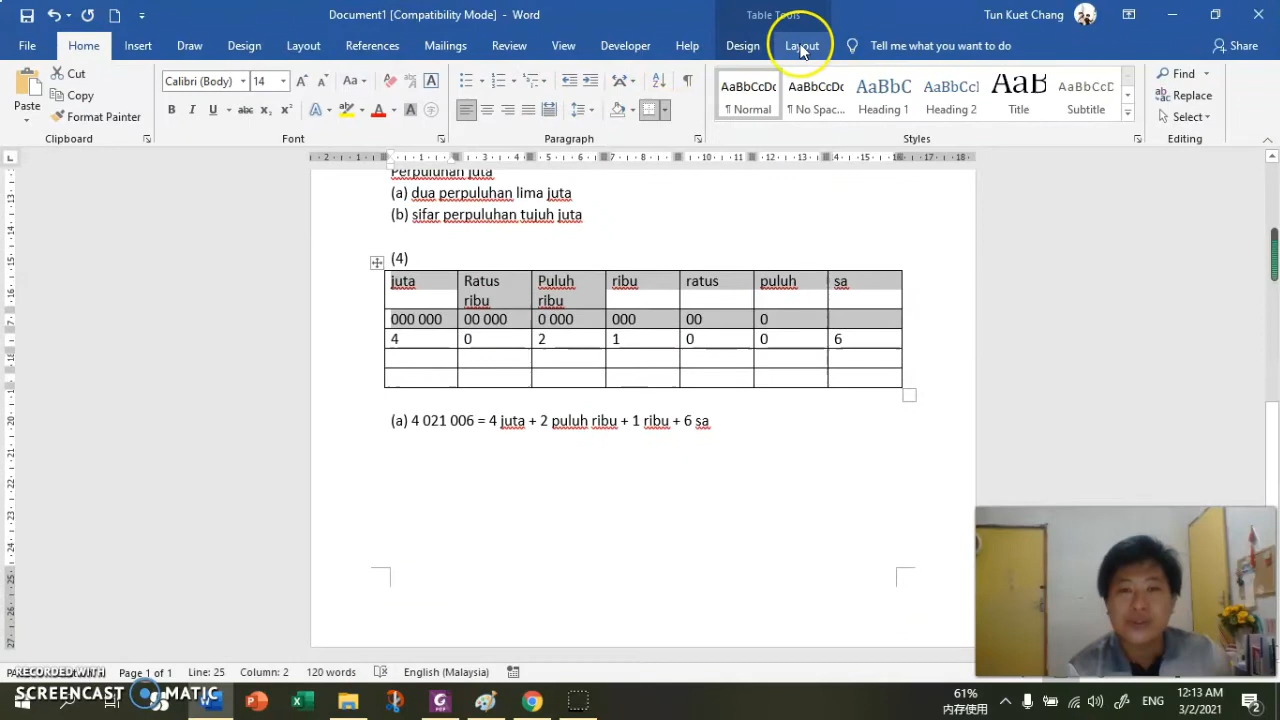 Document1 [Compatibility Mode] - Word
Table Tools
Tun Kuet Chang
File Home Insert Draw Design Layout References Mailings Review View Developer Help Design Layout Tell me what you want to do Share
Paste
Cut
Copy
Format Painter
Clipboard
Calibri (Body) 14
Font
Paragraph
AaBbCcDc AaBbCcDc AaBbC AaBbCcI AaB AaBbCcD
¶ Normal ¶ No Spac... Heading 1 Heading 2 Title Subtitle
Styles
Find
Replace
Select
Editing
Perpuluhan juta
(a) dua perpuluhan lima juta
(b) sifar perpuluhan tujuh juta
(4)
juta Ratus ribu Puluh ribu ribu ratus puluh sa
000 000 00 000 0 000 000 00 0
4 0 2 1 0 0 6
(a) 4 021 006 = 4 juta + 2 puluh ribu + 1 ribu + 6 sa
Page 1 of 1 Line: 25 Column: 2 120 words English (Malaysia)
RECORDED WITH
SCREENCAST MATIC
61%
内存使用
ENG
12:13 AM
3/2/2021
2